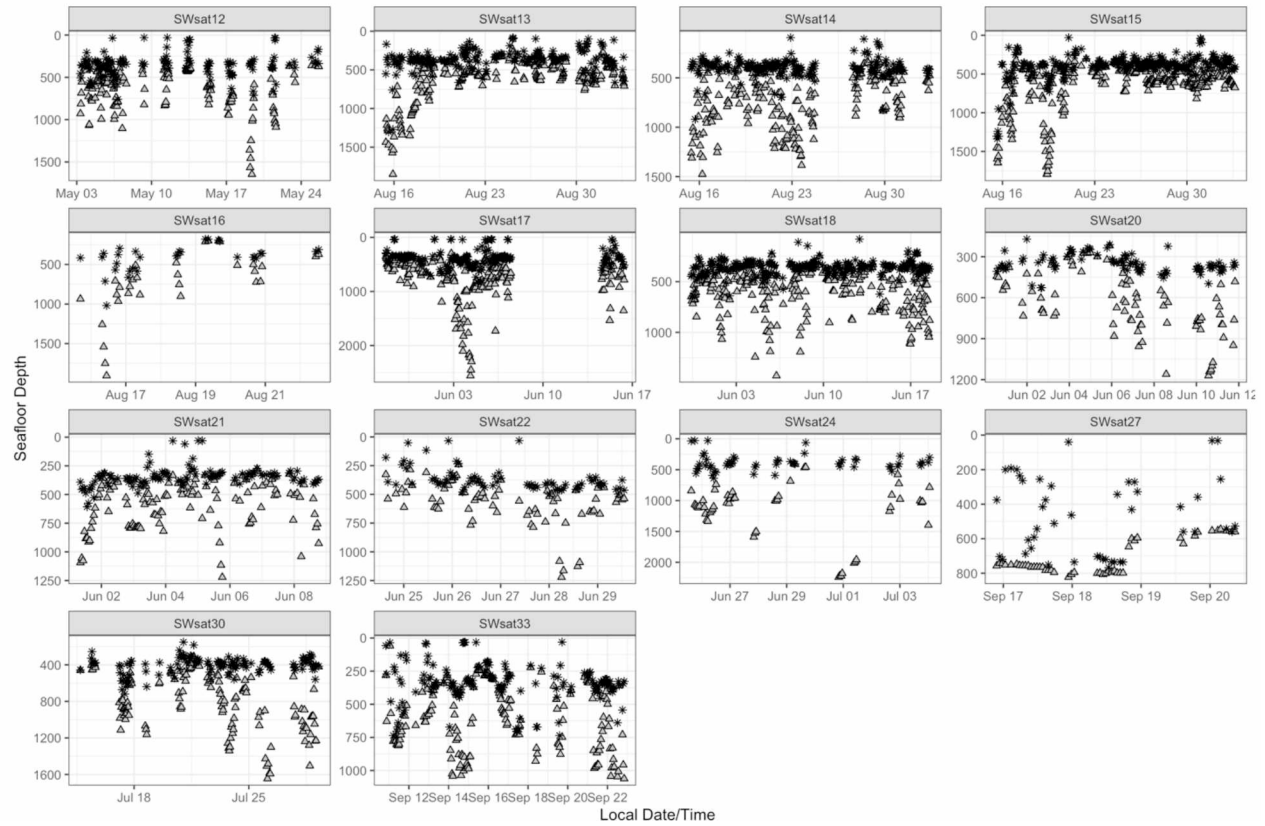 SWsat12 SWsat13 SWsat14 SWsat15
0 500 1000 1500
0 500 1000 1500
500 1000 1500
0 500 1000 1500
May 03 May 10 May 17 May 24
Aug 16 Aug 23 Aug 30
Aug 16 Aug 23 Aug 30
Aug 16 Aug 23 Aug 30
SWsat16 SWsat17 SWsat18 SWsat20
500 1000 1500
0 1000 2000
500 1000
300 600 900 1200
Aug 17 Aug 19 Aug 21
Jun 03 Jun 10 Jun 17
Jun 03 Jun 10 Jun 17
Jun 02 Jun 04 Jun 06 Jun 08 Jun 10 Jun 12
Seafloor Depth
SWsat21 SWsat22 SWsat24 SWsat27
0 250 500 750 1000 1250
0 250 500 750 1000 1250
0 500 1000 1500 2000
0 200 400 600 800
Jun 02 Jun 04 Jun 06 Jun 08
Jun 25 Jun 26 Jun 27 Jun 28 Jun 29
Jun 27 Jun 29 Jul 01 Jul 03
Sep 17 Sep 18 Sep 19 Sep 20
SWsat30 SWsat33
400 800 1200 1600
0 250 500 750 1000
Jul 18 Jul 25
Sep 12 Sep 14 Sep 16 Sep 18 Sep 20 Sep 22
Local Date/Time